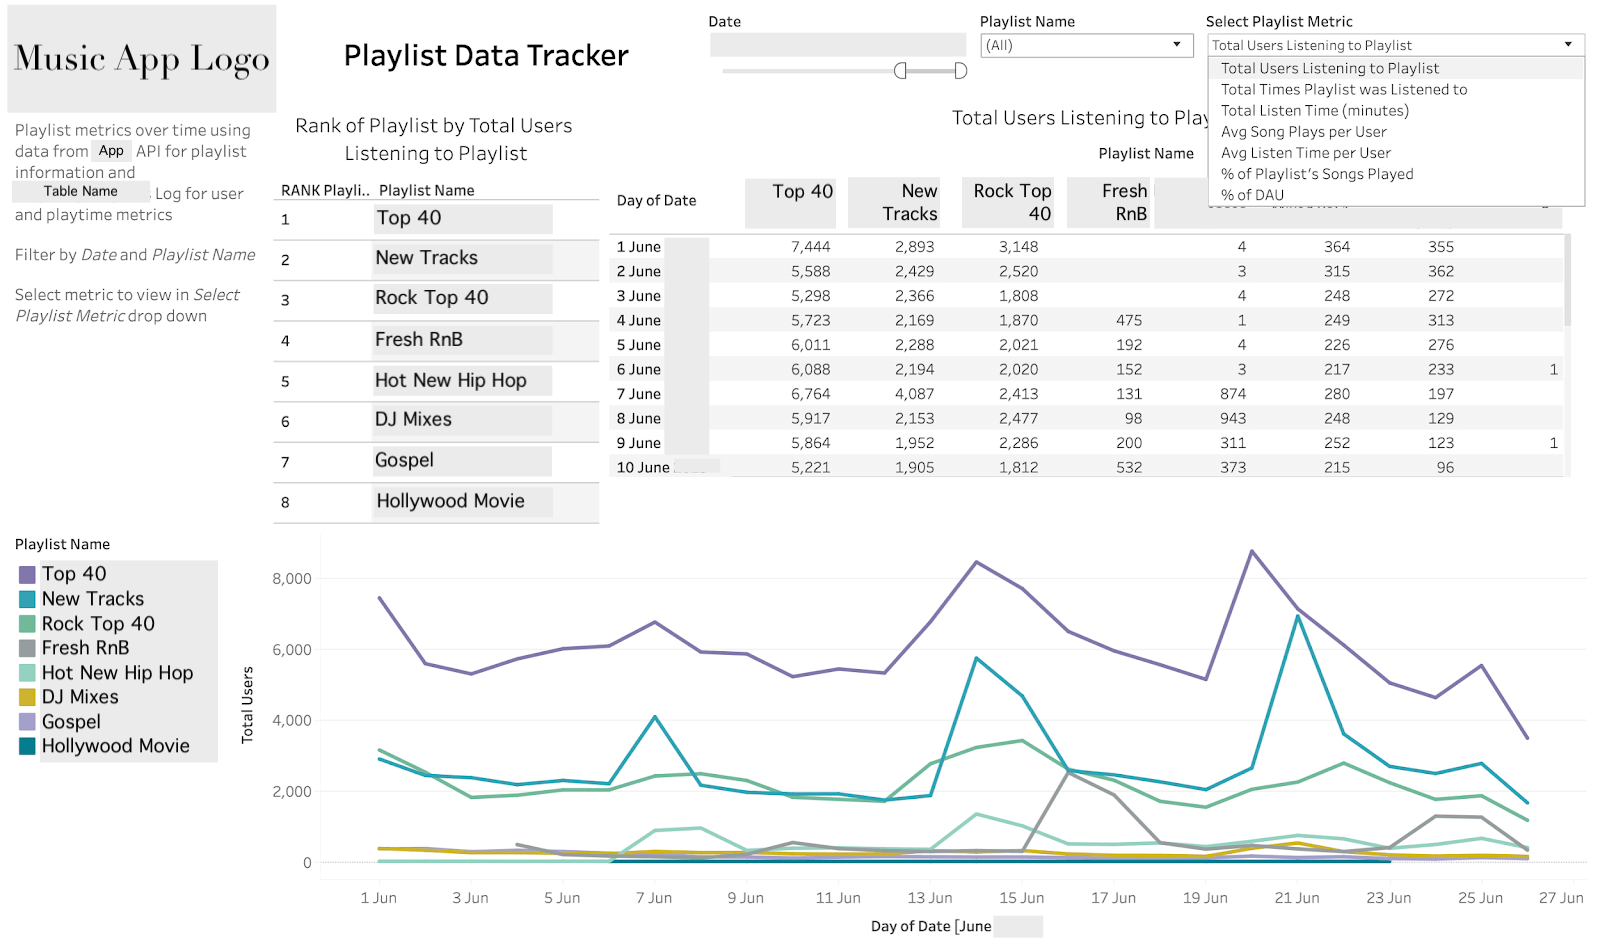 Music App Logo
Playlist Data Tracker
Date
Playlist Name
(All)
Select Playlist Metric
Total Users Listening to Playlist
Total Users Listening to Playlist
Total Times Playlist was Listened to
Total Listen Time (minutes)
Avg Song Plays per User
Avg Listen Time per User
% of Playlist's Songs Played
% of DAU
Playlist metrics over time using
data from App API for playlist
information and
Table Name Log for user
and playtime metrics
Filter by Date and Playlist Name
Select metric to view in Select
Playlist Metric drop down
Rank of Playlist by Total Users
Listening to Playlist
RANK Playli.. Playlist Name
1 Top 40
2 New Tracks
3 Rock Top 40
4 Fresh RnB
5 Hot New Hip Hop
6 DJ Mixes
7 Gospel
8 Hollywood Movie
Total Users Listening to Play
Playlist Name
Day of Date Top 40 New Tracks Rock Top 40 Fresh RnB
1 June 7,444 2,893 3,148 4 364 355
2 June 5,588 2,429 2,520 3 315 362
3 June 5,298 2,366 1,808 4 248 272
4 June 5,723 2,169 1,870 475 1 249 313
5 June 6,011 2,288 2,021 192 4 226 276
6 June 6,088 2,194 2,020 152 3 217 233 1
7 June 6,764 4,087 2,413 131 874 280 197
8 June 5,917 2,153 2,477 98 943 248 129
9 June 5,864 1,952 2,286 200 311 252 123 1
10 June 5,221 1,905 1,812 532 373 215 96
Playlist Name
Top 40
New Tracks
Rock Top 40
Fresh RnB
Hot New Hip Hop
DJ Mixes
Gospel
Hollywood Movie
Total Users
8,000
6,000
4,000
2,000
0
1 Jun 3 Jun 5 Jun 7 Jun 9 Jun 11 Jun 13 Jun 15 Jun 17 Jun 19 Jun 21 Jun 23 Jun 25 Jun 27 Jun
Day of Date [June